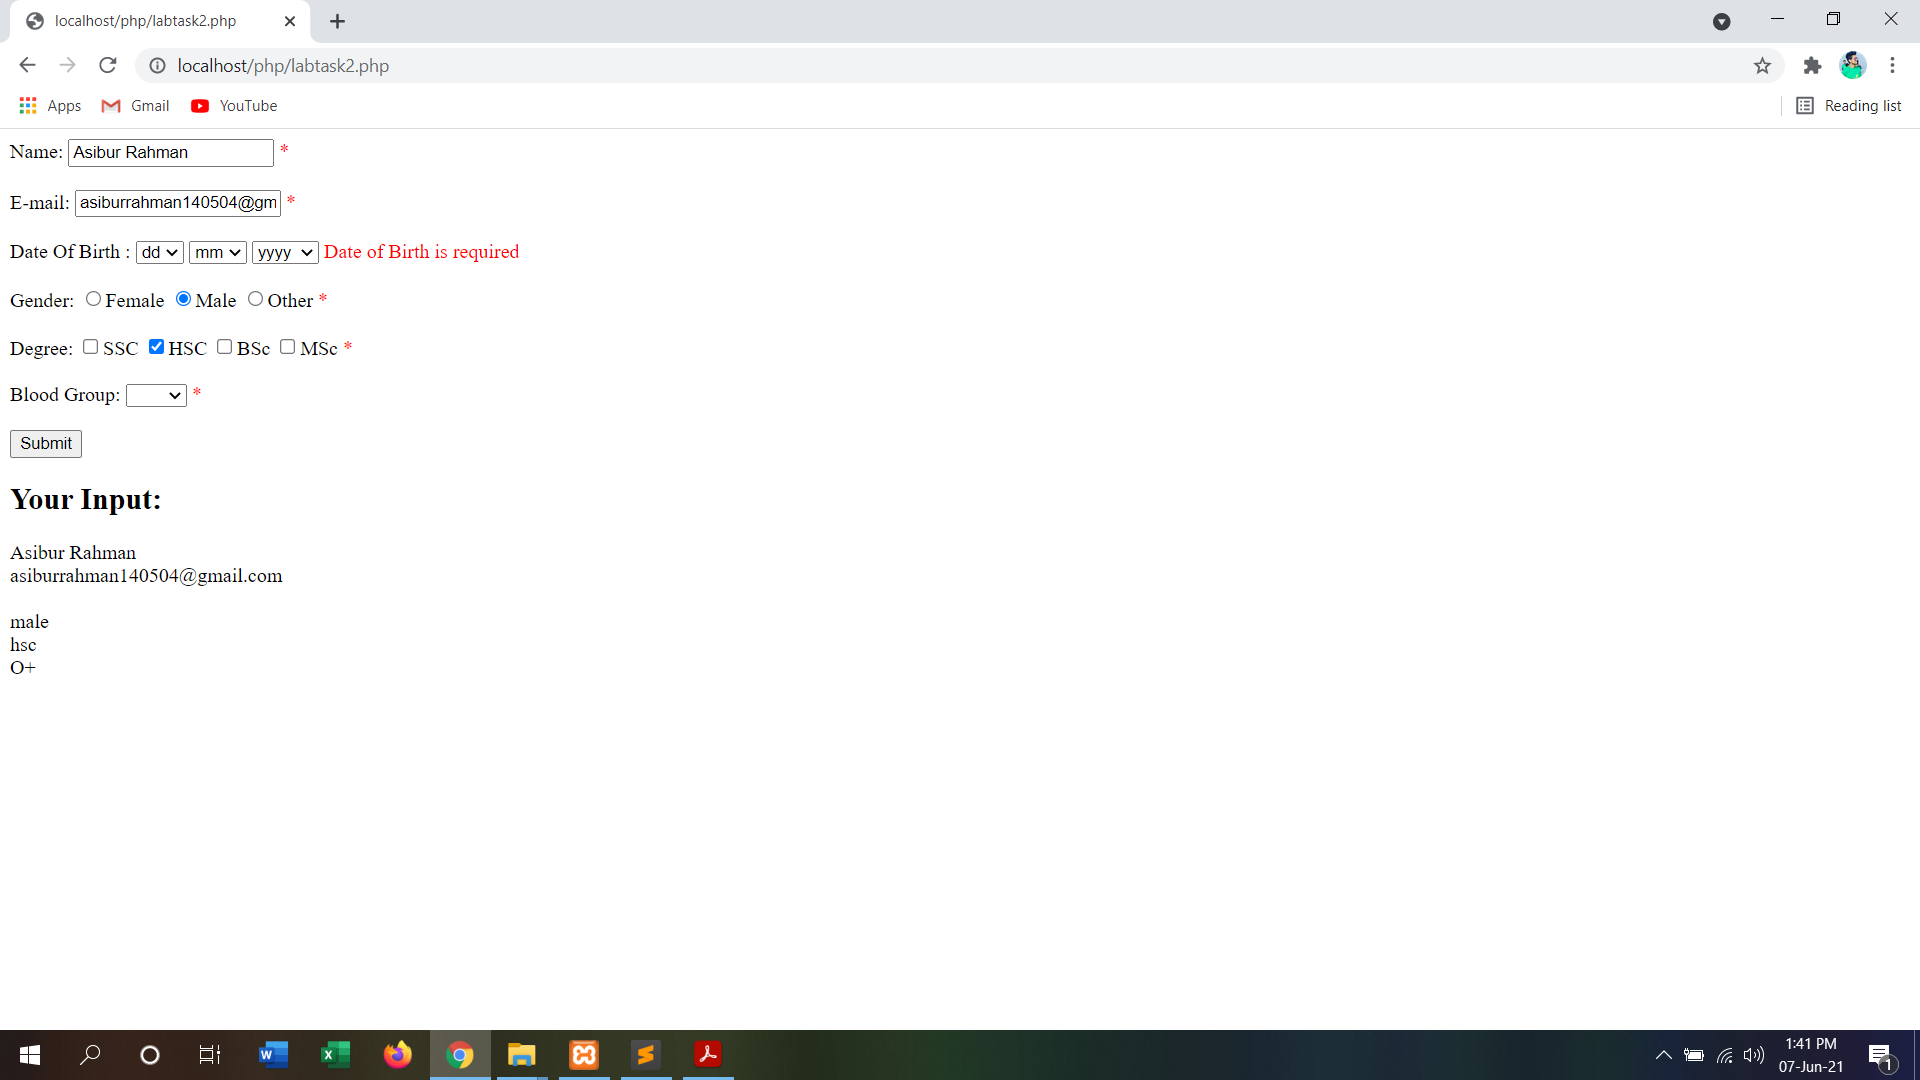 localhost/php/labtask2.php
localhost/php/labtask2.php
Apps Gmail YouTube Reading list
Name: Asibur Rahman *
E-mail: asiburrahman140504@gm *
Date Of Birth : dd mm yyyy Date of Birth is required
Gender: Female Male Other *
Degree: SSC HSC BSc MSc *
Blood Group: *
Submit
Your Input:
Asibur Rahman
asiburrahman140504@gmail.com
male
hsc
O+
1:41 PM
07-Jun-21
1